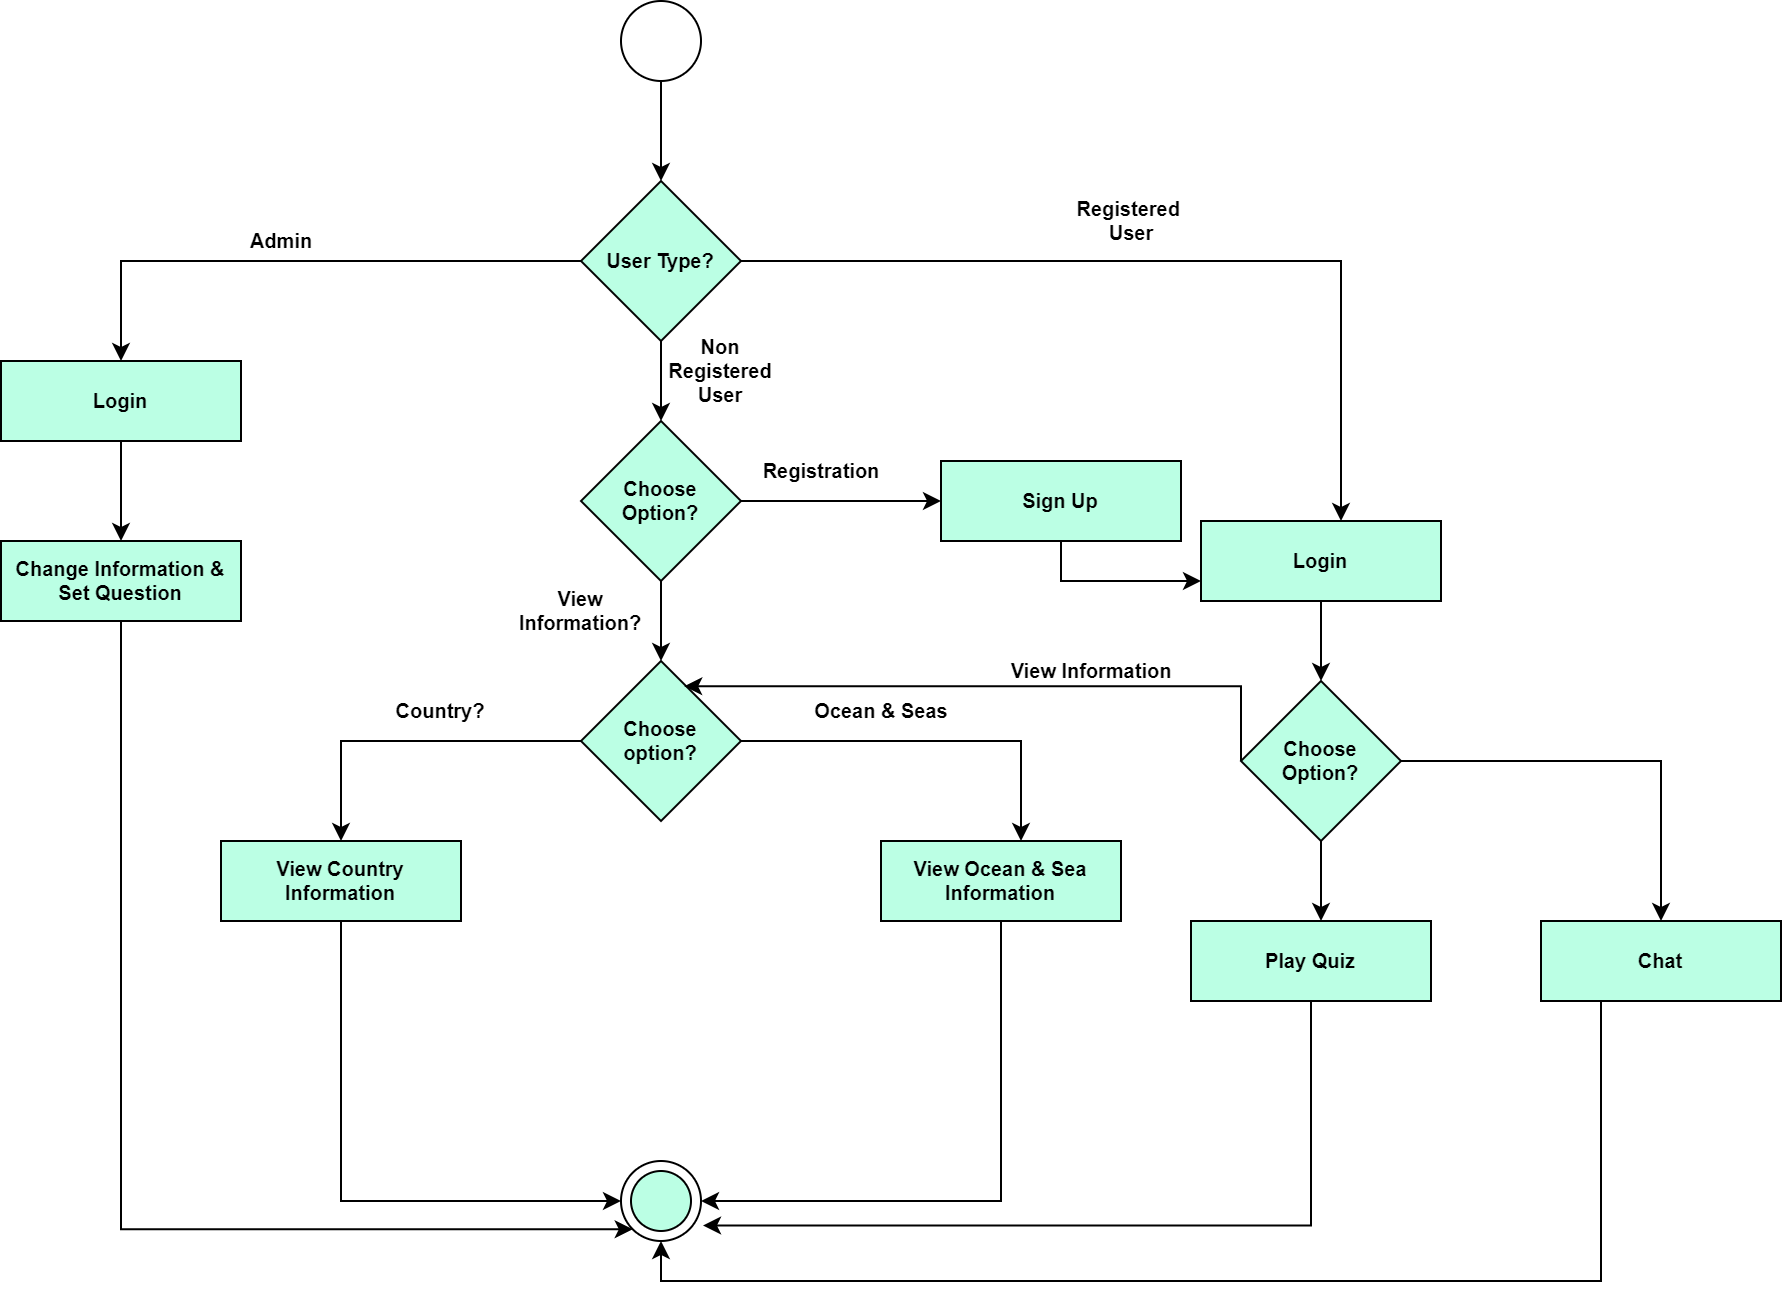 Registered
User
Admin
User Type?
Non
Registered
User
Login
Registration
Choose
Option?
Sign Up
Login
Change Information &
Set Question
View
Information?
View Information
Country?
Ocean & Seas
Choose
option?
Choose
Option?
View Country
Information
View Ocean & Sea
Information
Play Quiz
Chat